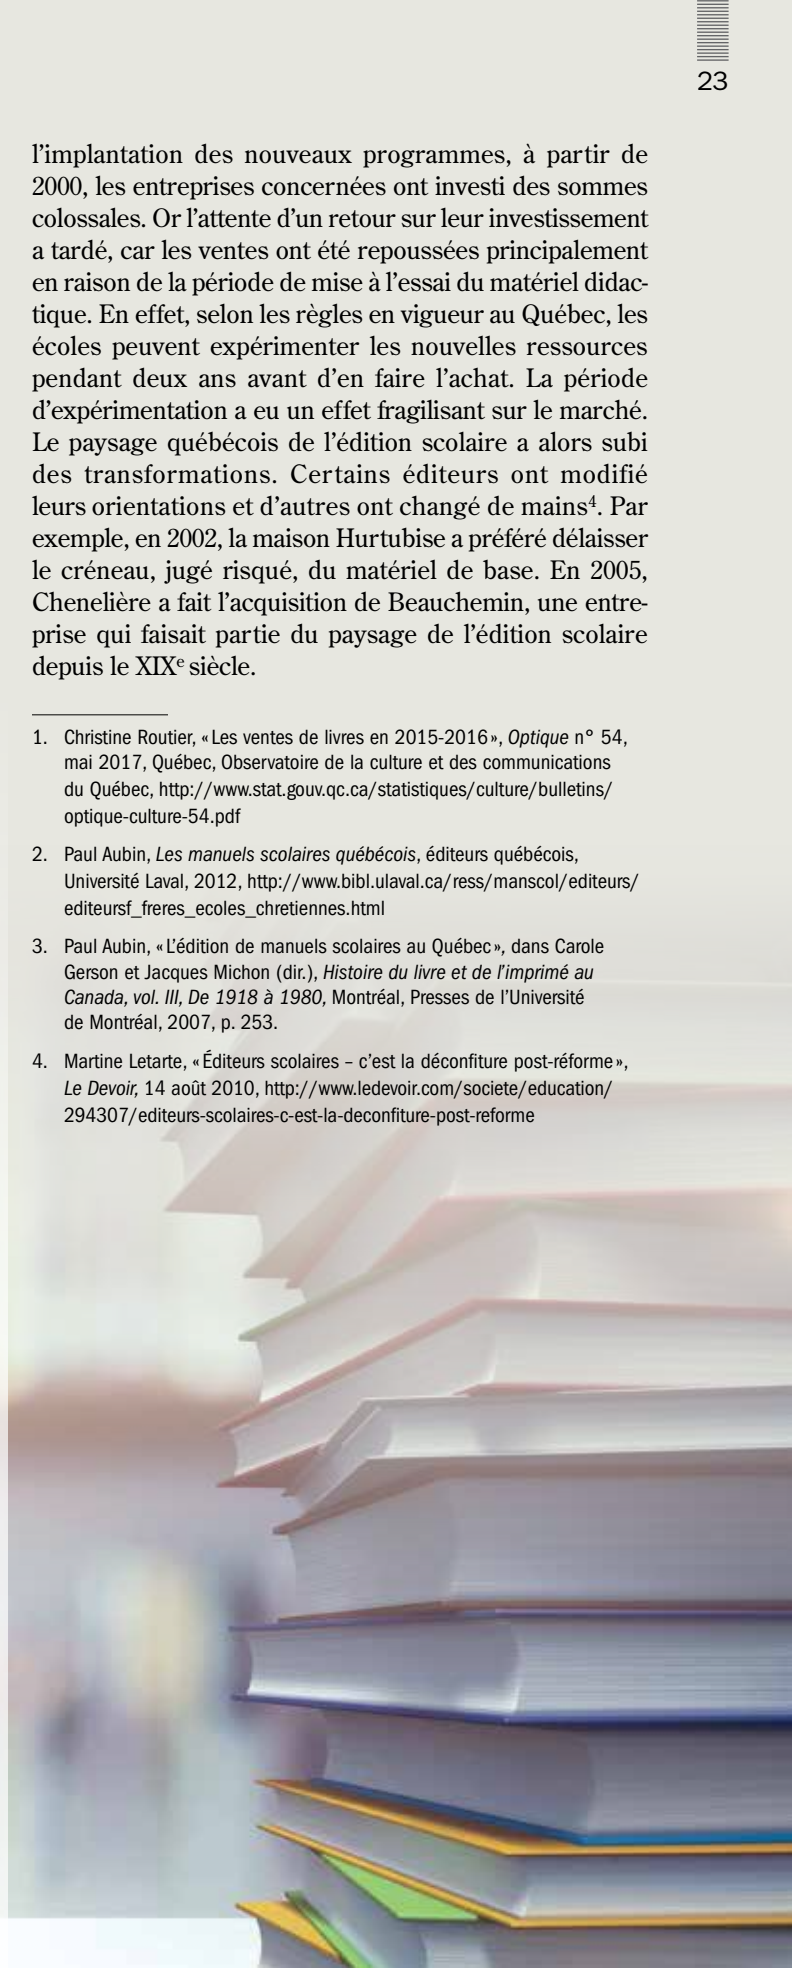 23
l'implantation des nouveaux programmes, à partir de
2000, les entreprises concernées ont investi des sommes
colossales. Or l'attente d'un retour sur leur investissement
a tardé, car les ventes ont été repoussées principalement
en raison de la période de mise à l'essai du matériel didac-
tique. En effet, selon les règles en vigueur au Québec, les
écoles peuvent expérimenter les nouvelles ressources
pendant deux ans avant d'en faire l'achat. La période
d'expérimentation a eu un effet fragilisant sur le marché.
Le paysage québécois de l'édition scolaire a alors subi
des transformations. Certains éditeurs ont modifié
leurs orientations et d'autres ont changé de mains⁴. Par
exemple, en 2002, la maison Hurtubise a préféré délaisser
le créneau, jugé risqué, du matériel de base. En 2005,
Chenelière a fait l'acquisition de Beauchemin, une entre-
prise qui faisait partie du paysage de l'édition scolaire
depuis le XIXᵉ siècle.
1. Christine Routier, «Les ventes de livres en 2015-2016», Optique n° 54,
mai 2017, Québec, Observatoire de la culture et des communications
du Québec, http://www.stat.gouv.qc.ca/statistiques/culture/bulletins/
optique-culture-54.pdf
2. Paul Aubin, Les manuels scolaires québécois, éditeurs québécois,
Université Laval, 2012, http://www.bibl.ulaval.ca/ress/manscol/editeurs/
editeursf_freres_ecoles_chretiennes.html
3. Paul Aubin, «L'édition de manuels scolaires au Québec», dans Carole
Gerson et Jacques Michon (dir.), Histoire du livre et de l'imprimé au
Canada, vol. III, De 1918 à 1980, Montréal, Presses de l'Université
de Montréal, 2007, p. 253.
4. Martine Letarte, «Éditeurs scolaires – c'est la déconfiture post-réforme»,
Le Devoir, 14 août 2010, http://www.ledevoir.com/societe/education/
294307/editeurs-scolaires-c-est-la-deconfiture-post-reforme